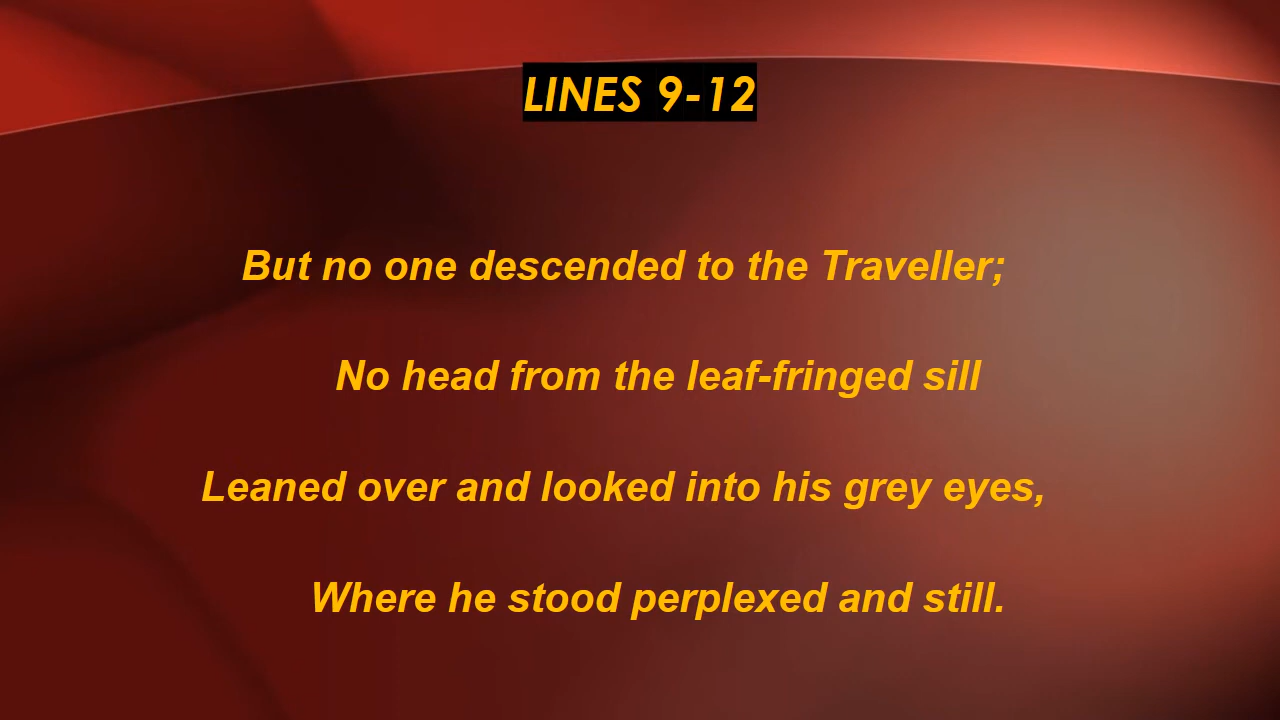 LINES 9-12
But no one descended to the Traveller;
No head from the leaf-fringed sill
Leaned over and looked into his grey eyes,
Where he stood perplexed and still.